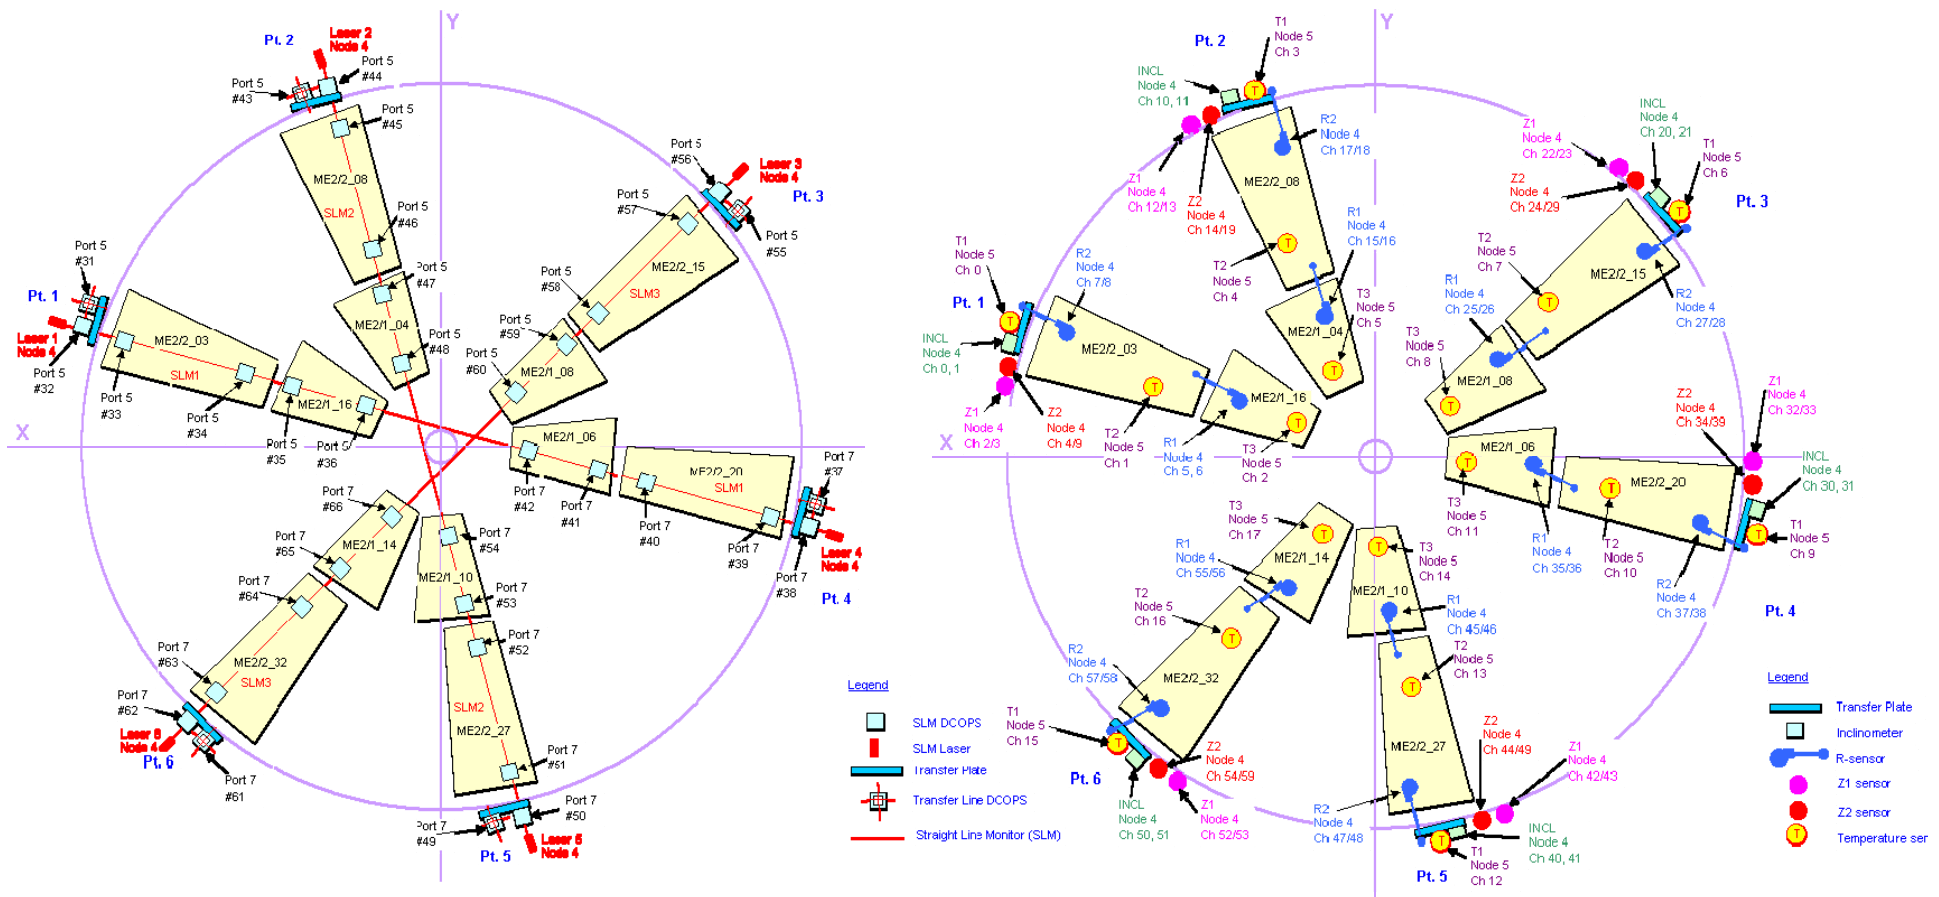 Y
Laser 2
Node 4
Pt. 2
Port 5
#44
Port 5
#43
Port 5
#45
ME2/2_08
SLM2
Port 5
#46
Port 5
#47
ME2/1_04
Port 5
#48
Port 5
#56
Laser 3
Node 4
Pt. 3
Port 5
#57
Port 5
#55
ME2/2_15
SLM3
Port 5
#58
Port 5
#59
Port 5
#60
ME2/1_08
Port 5
#31
Pt. 1
Laser 1
Node 4
Port 5
#32
Port 5
#33
ME2/2_03
SLM1
Port 5
#34
ME2/1_16
Port 5
#35
Port 5
#36
X
ME2/1_06
ME2/2_20
SLM1
Port 7
#37
Port 7
#42
Port 7
#41
Port 7
#40
Port 7
#39
Port 7
#38
Laser 4
Node 4
Pt. 4
Port 7
#66
Port 7
#65
ME2/1_14
Port 7
#64
Port 7
#63
ME2/2_32
SLM3
Port 7
#62
Laser 6
Node 4
Pt. 6
Port 7
#61
Port 7
#54
ME2/1_10
Port 7
#53
Port 7
#52
SLM2
ME2/2_27
Port 7
#51
Port 7
#50
Port 7
#49
Laser 5
Node 4
Pt. 5
Legend
SLM DCOPS
SLM Laser
Transfer Plate
Transfer Line DCOPS
Straight Line Monitor (SLM)
Y
T1
Node 5
Ch 3
Pt. 2
INCL
Node 4
Ch 10, 11
R2
Node 4
Ch 17/18
Z1
Node 4
Ch 12/13
Z2
Node 4
Ch 14/19
ME2/2_08
R1
Node 4
Ch 15/16
T2
Node 5
Ch 4
T3
Node 5
Ch 5
ME2/1_04
Z1
Node 4
Ch 22/23
INCL
Node 4
Ch 20, 21
T1
Node 5
Ch 6
Z2
Node 4
Ch 24/29
Pt. 3
T2
Node 5
Ch 7
ME2/2_15
R1
Node 4
Ch 25/26
R2
Node 4
Ch 27/28
T3
Node 5
Ch 8
ME2/1_08
T1
Node 5
Ch 0
R2
Node 4
Ch 7/8
Pt. 1
INCL
Node 4
Ch 0, 1
ME2/2_03
ME2/1_16
Z1
Node 4
Ch 2/3
Z2
Node 4
Ch 4/9
T2
Node 5
Ch 1
R1
Node 4
Ch 5, 6
T3
Node 5
Ch 2
X
Z1
Node 4
Ch 32/33
Z2
Node 4
Ch 34/39
INCL
Node 4
Ch 30, 31
ME2/1_06
ME2/2_20
T3
Node 5
Ch 11
R1
Node 4
Ch 35/36
T2
Node 5
Ch 10
R2
Node 4
Ch 37/38
T1
Node 5
Ch 9
Pt. 4
T3
Node 5
Ch 17
R1
Node 4
Ch 55/56
ME2/1_14
T2
Node 5
Ch 16
R2
Node 4
Ch 57/58
ME2/2_32
T1
Node 5
Ch 15
Pt. 6
INCL
Node 4
Ch 50, 51
Z2
Node 4
Ch 54/59
Z1
Node 4
Ch 52/53
T3
Node 5
Ch 14
ME2/1_10
R1
Node 4
Ch 45/46
T2
Node 5
Ch 13
ME2/2_27
Z2
Node 4
Ch 44/49
Z1
Node 4
Ch 42/43
R2
Node 4
Ch 47/48
INCL
Node 4
Ch 40, 41
T1
Node 5
Ch 12
Pt. 5
Legend
Transfer Plate
Inclinometer
R-sensor
Z1 sensor
Z2 sensor
T
Temperature ser